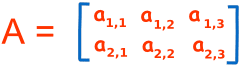 A = [ a1,1 a1,2 a1,3
a2,1 a2,2 a2,3 ]